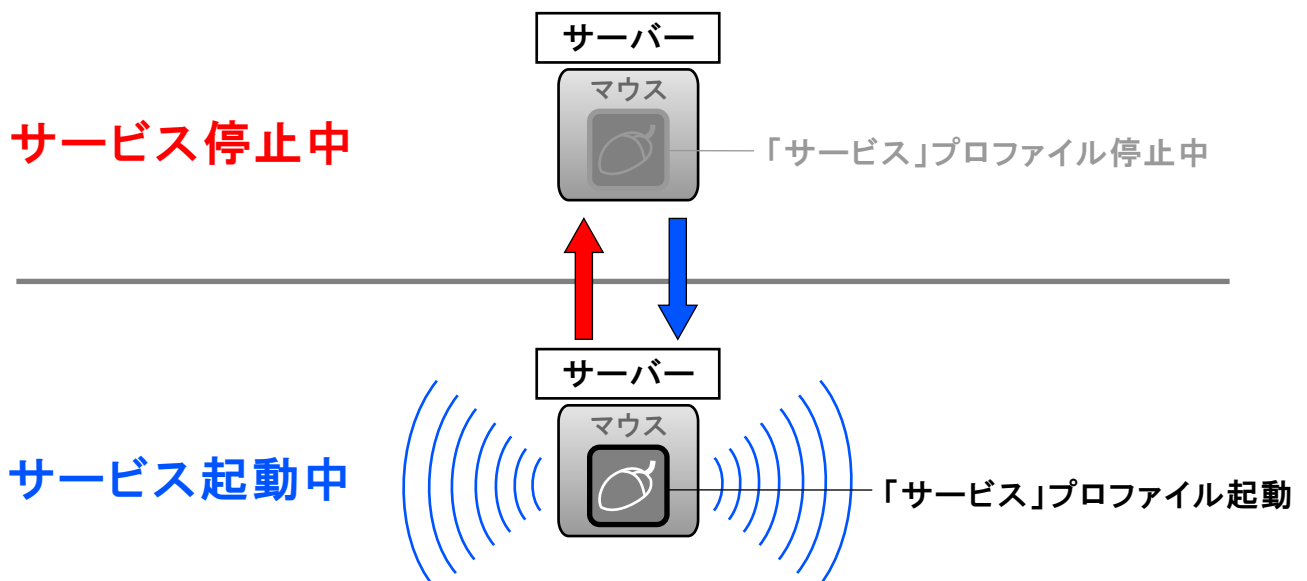 サーバー
マウス
サービス停止中
「サービス」プロファイル停止中
サーバー
マウス
サービス起動中
「サービス」プロファイル起動